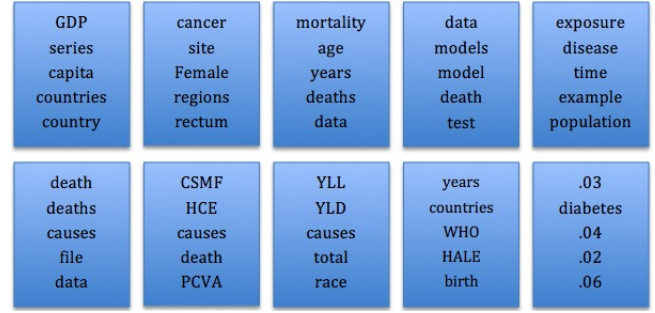 GDP
series
capita
countries
country
cancer
site
Female
regions
rectum
mortality
age
years
deaths
data
data
models
model
death
test
exposure
disease
time
example
population
death
deaths
causes
file
data
CSMF
HCE
causes
death
PCVA
YLL
YLD
causes
total
race
years
countries
WHO
HALE
birth
.03
diabetes
.04
.02
.06